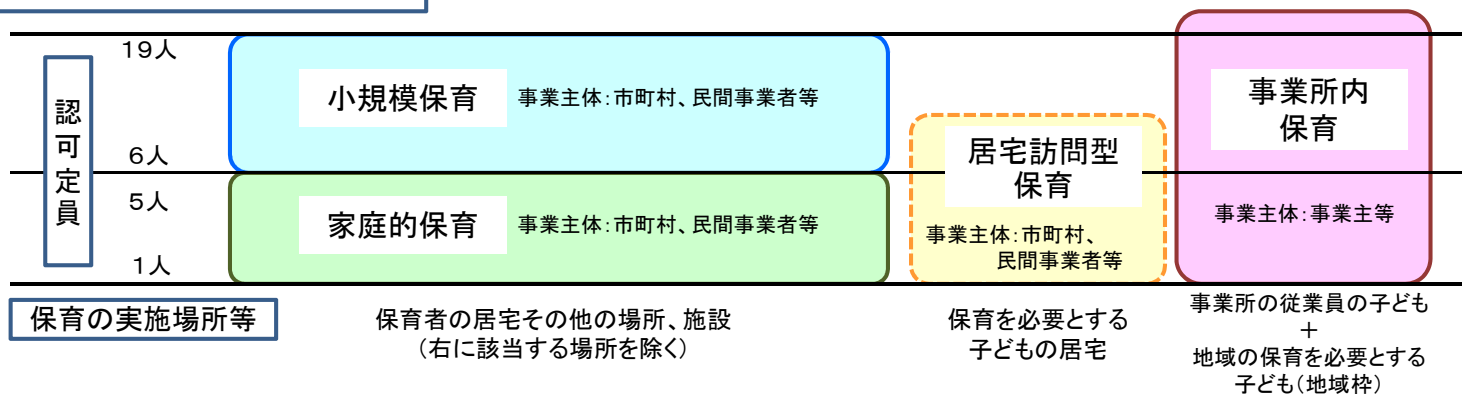 認可定員
19人
6人
5人
1人
小規模保育
事業主体:市町村、民間事業者等
家庭的保育
事業主体:市町村、民間事業者等
居宅訪問型
保育
事業主体:市町村、
民間事業者等
事業所内
保育
事業主体:事業主等
保育の実施場所等
保育者の居宅その他の場所、施設
(右に該当する場所を除く)
保育を必要とする
子どもの居宅
事業所の従業員の子ども
+
地域の保育を必要とする
子ども(地域枠)